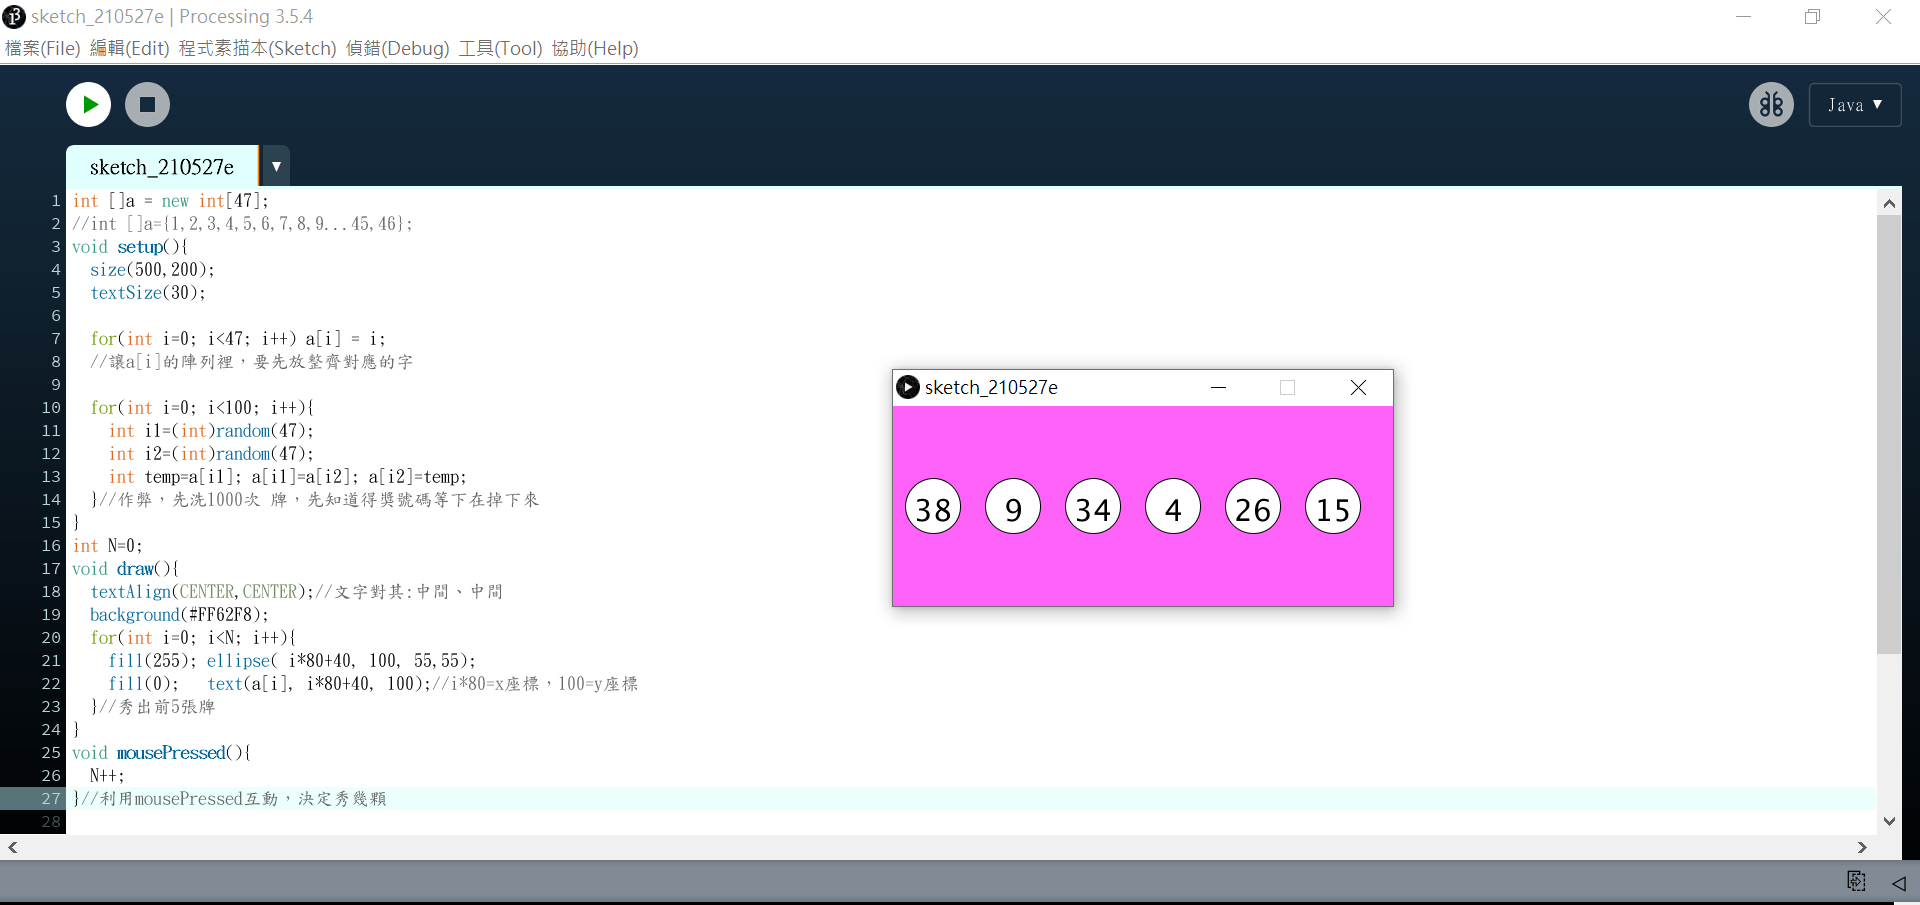 sketch_210527e | Processing 3.5.4
檔案(File) 編輯(Edit) 程式素描本(Sketch) 偵錯(Debug) 工具(Tool) 協助(Help)
Java ▼
sketch_210527e ▼
1 int []a = new int[47];
2 //int []a={1,2,3,4,5,6,7,8,9...45,46};
3 void setup(){
4   size(500,200);
5   textSize(30);
6
7   for(int i=0; i<47; i++) a[i] = i;
8   //讓a[i]的陣列裡，要先放整齊對應的字
9
10   for(int i=0; i<100; i++){
11     int i1=(int)random(47);
12     int i2=(int)random(47);
13     int temp=a[i1]; a[i1]=a[i2]; a[i2]=temp;
14   }//作弊，先洗1000次 牌，先知道得獎號碼等下在掉下來
15 }
16 int N=0;
17 void draw(){
18   textAlign(CENTER,CENTER);//文字對其:中間、中間
19   background(#FF62F8);
20   for(int i=0; i<N; i++){
21     fill(255); ellipse( i*80+40, 100, 55,55);
22     fill(0);   text(a[i], i*80+40, 100);//i*80=x座標，100=y座標
23   }//秀出前5張牌
24 }
25 void mousePressed(){
26   N++;
27 }//利用mousePressed互動，決定秀幾顆
28
sketch_210527e
38 9 34 4 26 15